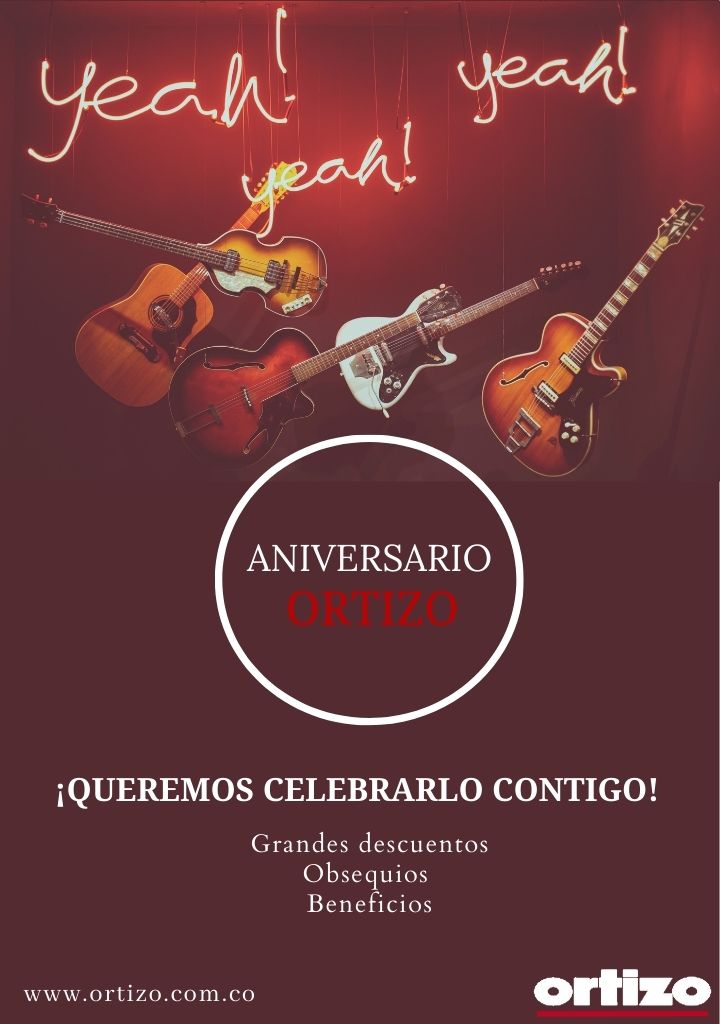 yeah!
yeah!
yeah!
ANIVERSARIO
ORTIZO
¡QUEREMOS CELEBRARLO CONTIGO!
Grandes descuentos
Obsequios
Beneficios
www.ortizo.com.co
ortizo